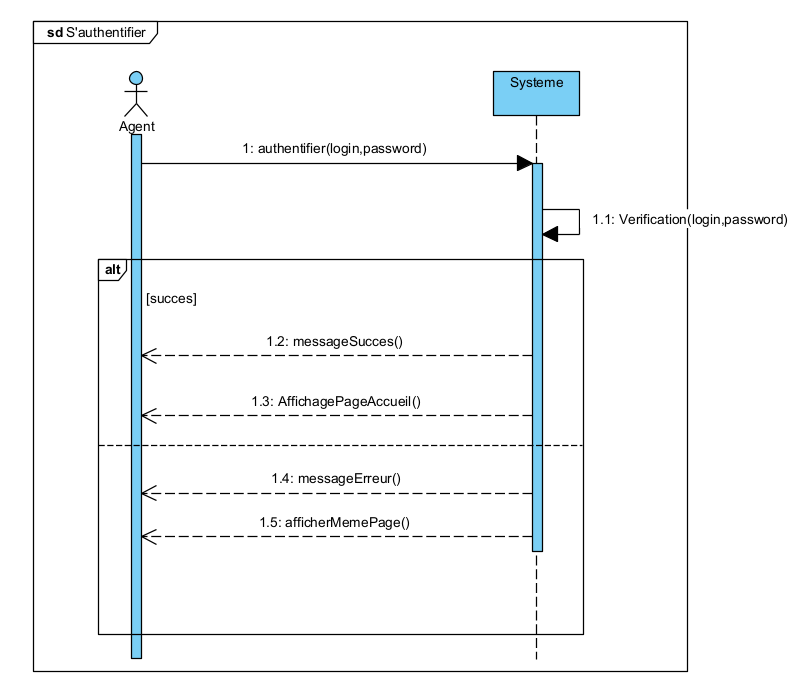 sd S'authentifier
Agent
Systeme
1: authentifier(login,password)
1.1: Verification(login,password)
alt
[succes]
1.2: messageSucces()
1.3: AffichagePageAccueil()
1.4: messageErreur()
1.5: afficherMemePage()